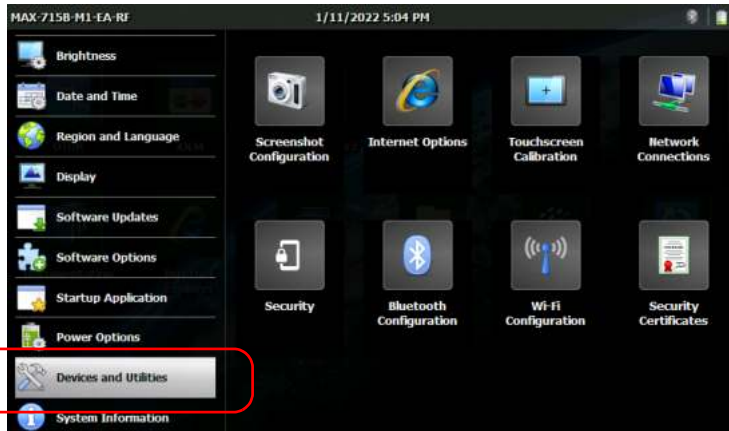 MAX-715B-M1-EA-RF
1/11/2022 5:04 PM
Brightness
Date and Time
Region and Language
Display
Software Updates
Software Options
Startup Application
Power Options
Devices and Utilities
System Information
Screenshot
Configuration
Internet Options
Touchscreen
Calibration
Network
Connections
Security
Bluetooth
Configuration
Wi-Fi
Configuration
Security
Certificates